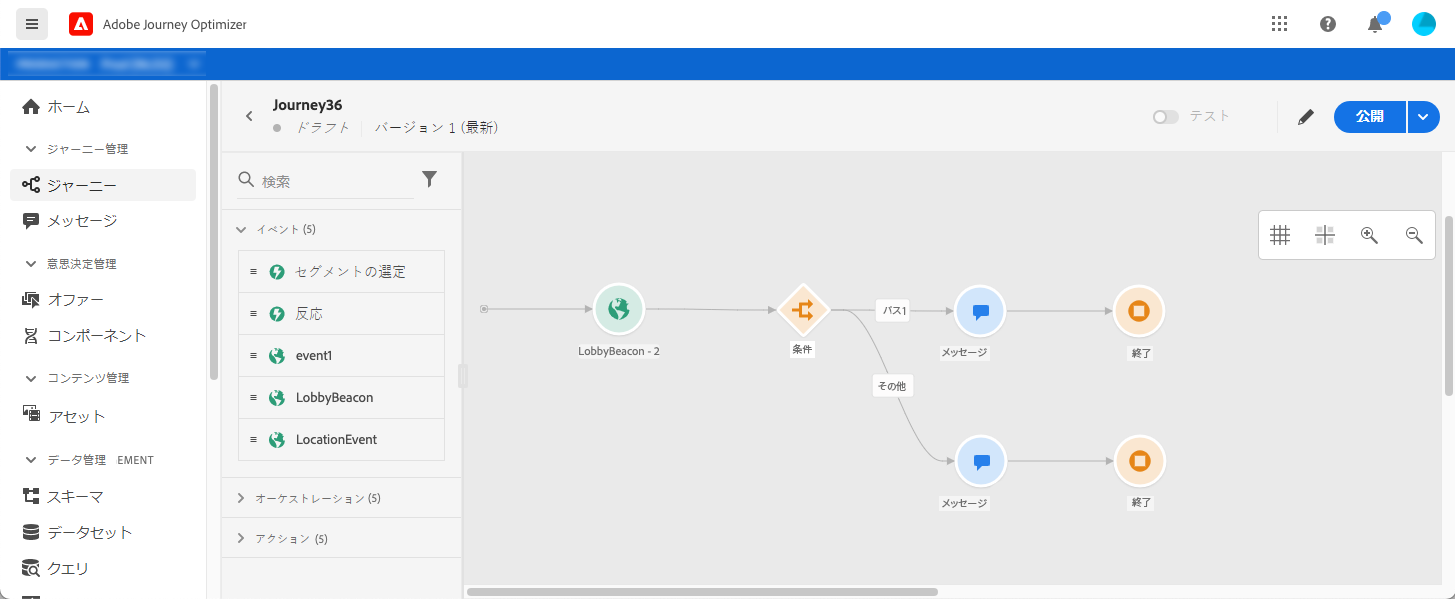 Adobe Journey Optimizer
ホーム
ジャーニー管理
ジャーニー
メッセージ
意思決定管理
オファー
コンポーネント
コンテンツ管理
アセット
データ管理 EMENT
スキーマ
データセット
クエリ
Journey36
ドラフト バージョン 1 (最新)
テスト
公開
検索
イベント (5)
セグメントの選定
反応
event1
LobbyBeacon
LocationEvent
オーケストレーション (5)
アクション (5)
LobbyBeacon - 2
条件
パス1
メッセージ
終了
その他
メッセージ
終了